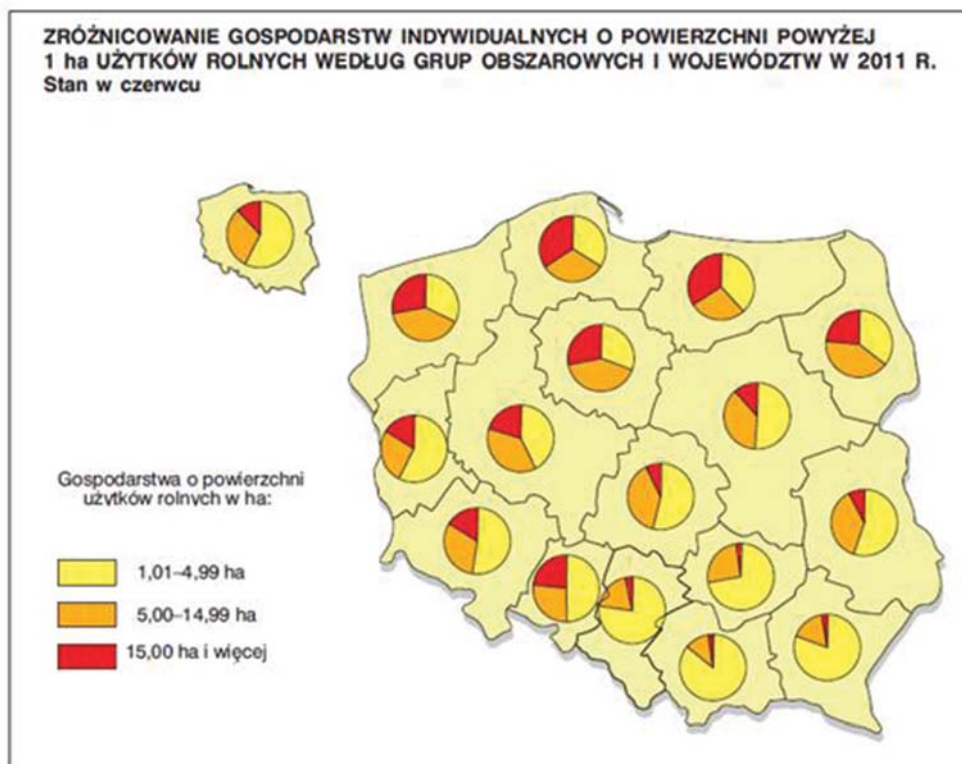 ZRÓŻNICOWANIE GOSPODARSTW INDYWIDUALNYCH O POWIERZCHNI POWYŻEJ
1 ha UŻYTKÓW ROLNYCH WEDŁUG GRUP OBSZAROWYCH I WOJEWÓDZTW W 2011 R.
Stan w czerwcu
Gospodarstwa o powierzchni
użytków rolnych w ha:
1,01–4,99 ha
5,00–14,99 ha
15,00 ha i więcej